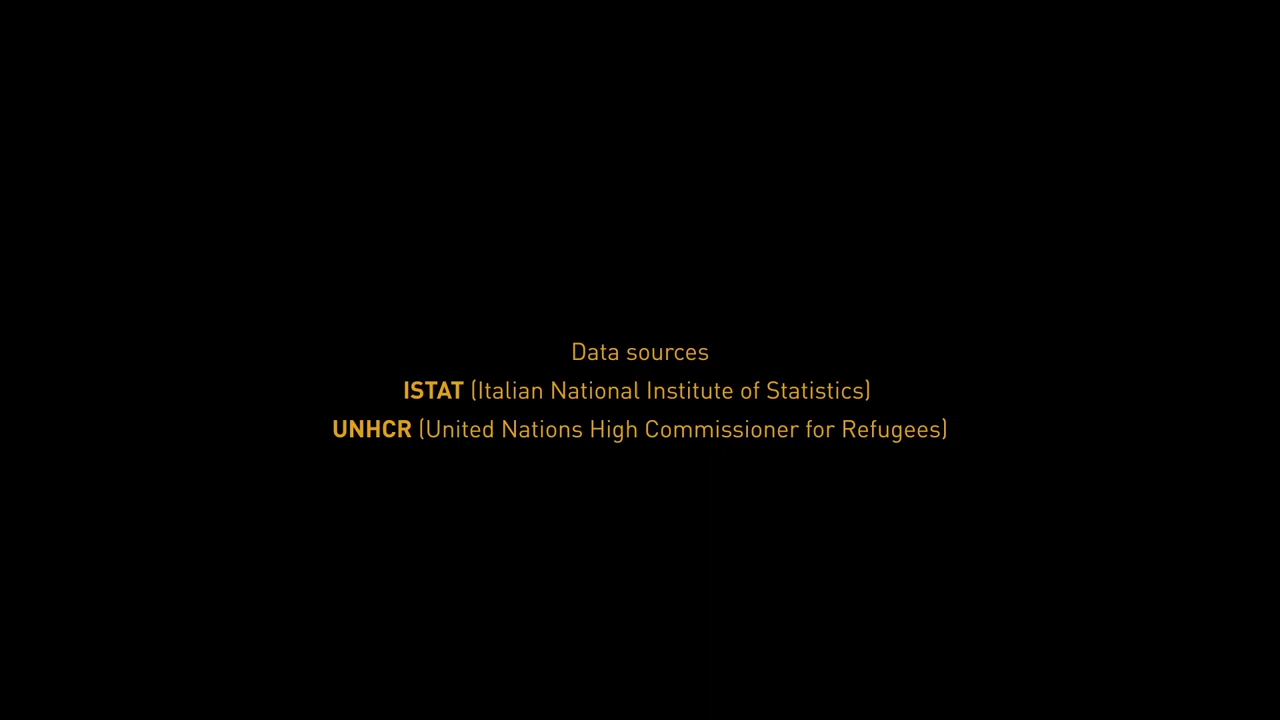 Data sources
ISTAT (Italian National Institute of Statistics)
UNHCR (United Nations High Commissioner for Refugees)